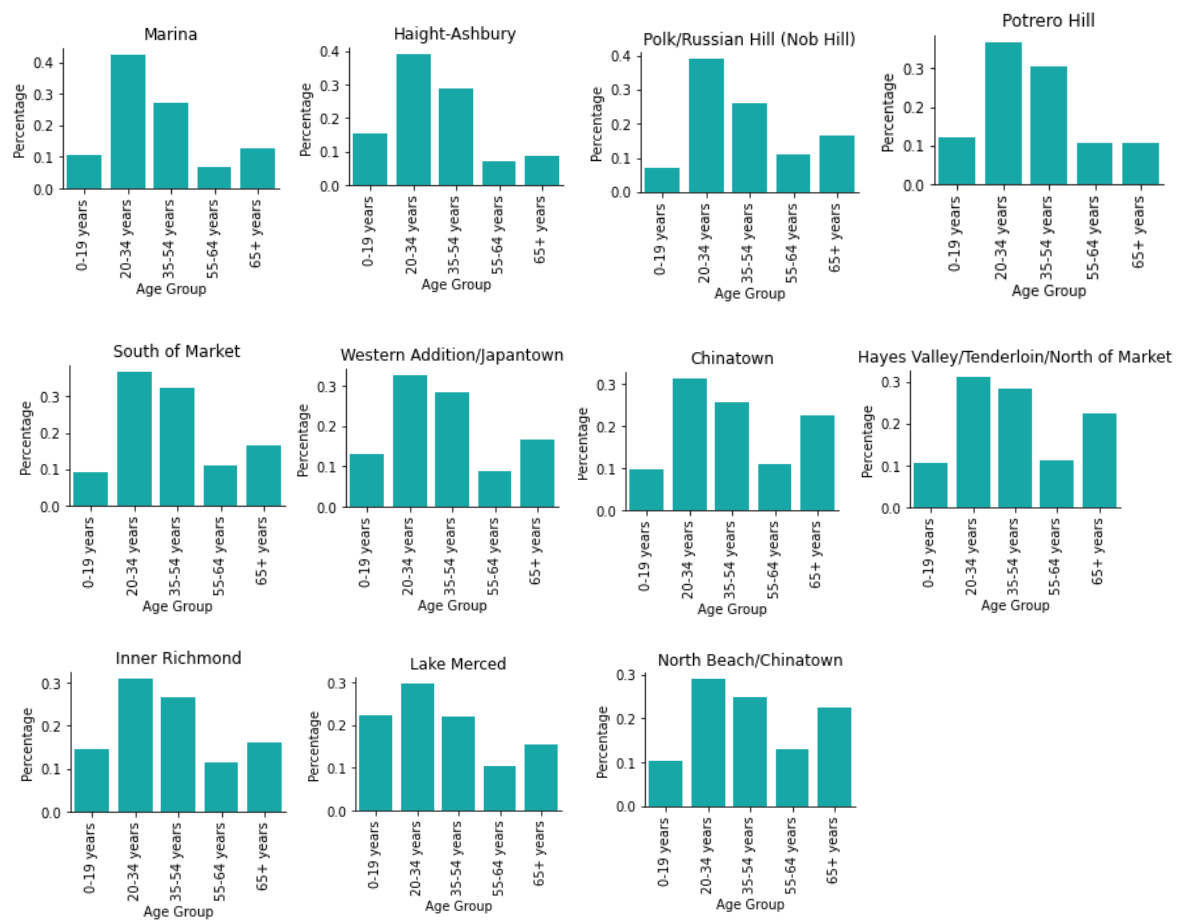 Marina
Percentage
0.4
0.3
0.2
0.1
0.0
0-19 years
20-34 years
35-54 years
55-64 years
65+ years
Age Group
Haight-Ashbury
Percentage
0.4
0.3
0.2
0.1
0.0
0-19 years
20-34 years
35-54 years
55-64 years
65+ years
Age Group
Polk/Russian Hill (Nob Hill)
Percentage
0.4
0.3
0.2
0.1
0.0
0-19 years
20-34 years
35-54 years
55-64 years
65+ years
Age Group
Potrero Hill
Percentage
0.3
0.2
0.1
0.0
0-19 years
20-34 years
35-54 years
55-64 years
65+ years
Age Group
South of Market
Percentage
0.3
0.2
0.1
0.0
0-19 years
20-34 years
35-54 years
55-64 years
65+ years
Age Group
Western Addition/Japantown
Percentage
0.3
0.2
0.1
0.0
0-19 years
20-34 years
35-54 years
55-64 years
65+ years
Age Group
Chinatown
Percentage
0.3
0.2
0.1
0.0
0-19 years
20-34 years
35-54 years
55-64 years
65+ years
Age Group
Hayes Valley/Tenderloin/North of Market
Percentage
0.3
0.2
0.1
0.0
0-19 years
20-34 years
35-54 years
55-64 years
65+ years
Age Group
Inner Richmond
Percentage
0.3
0.2
0.1
0.0
0-19 years
20-34 years
35-54 years
55-64 years
65+ years
Age Group
Lake Merced
Percentage
0.3
0.2
0.1
0.0
0-19 years
20-34 years
35-54 years
55-64 years
65+ years
Age Group
North Beach/Chinatown
Percentage
0.3
0.2
0.1
0.0
0-19 years
20-34 years
35-54 years
55-64 years
65+ years
Age Group